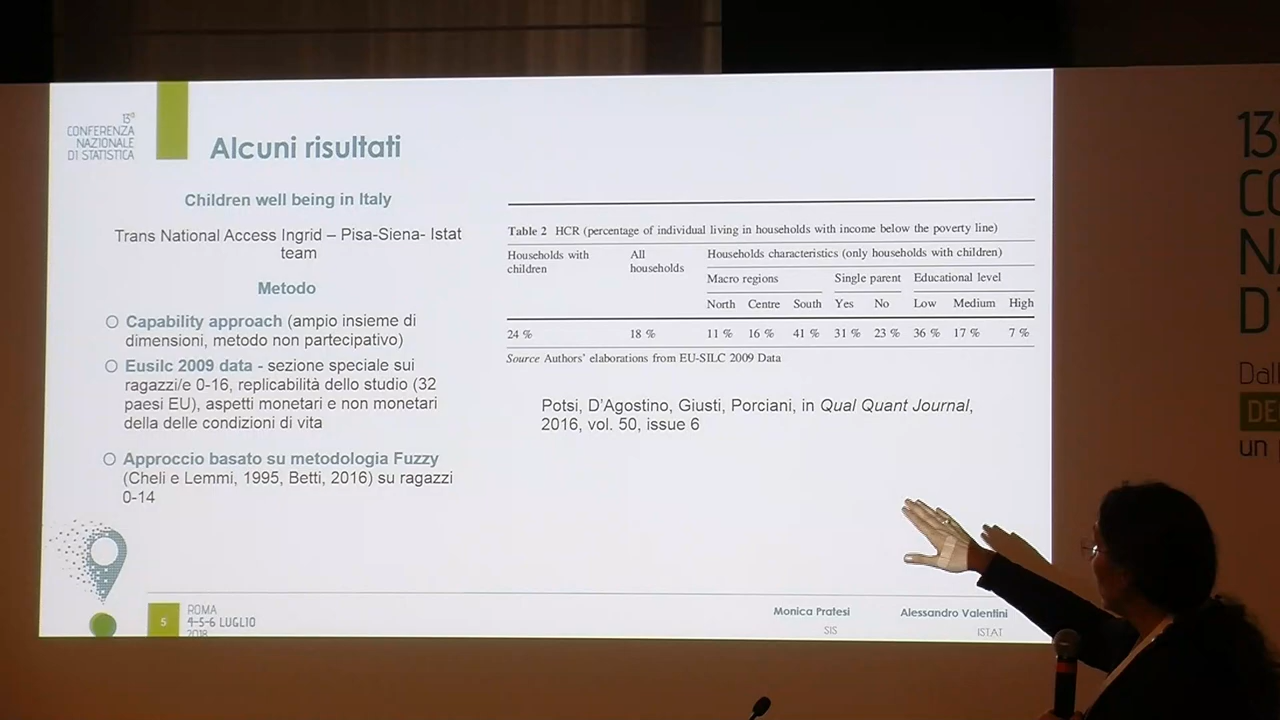 13a
CONFERENZA
NAZIONALE
DI STATISTICA
Alcuni risultati
Children well being in Italy
Trans National Access Ingrid – Pisa-Siena- Istat
team
Metodo
Capability approach (ampio insieme di
dimensioni, metodo non partecipativo)
Eusilc 2009 data - sezione speciale sui
ragazzi/e 0-16, replicabilità dello studio (32
paesi EU), aspetti monetari e non monetari
della delle condizioni di vita
Approccio basato su metodologia Fuzzy
(Cheli e Lemmi, 1995, Betti, 2016) su ragazzi
0-14
Table 2 HCR (percentage of individual living in households with income below the poverty line)
Households with
children
All
households
Households characteristics (only households with children)
Macro regions Single parent Educational level
North Centre South Yes No Low Medium High
24 % 18 % 11 % 16 % 41 % 31 % 23 % 36 % 17 % 7 %
Source Authors' elaborations from EU-SILC 2009 Data
Potsi, D'Agostino, Giusti, Porciani, in Qual Quant Journal,
2016, vol. 50, issue 6
5
ROMA
4-5-6 LUGLIO
2018
Monica Pratesi
SIS
Alessandro Valentini
ISTAT
13
CO
NA
DI
Dal
DE
un